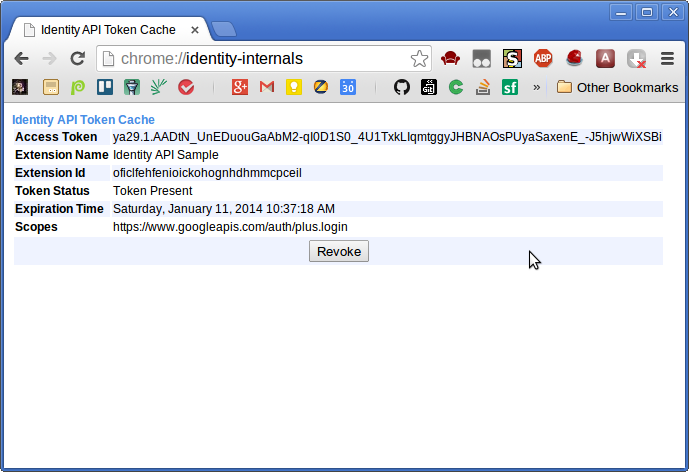 Identity API Token Cache
chrome://identity-internals
ABP
A
g+
30
git
sf
» Other Bookmarks
Identity API Token Cache
Access Token ya29.1.AADtN_UnEDuouGaAbM2-qI0D1S0_4U1TxkLIqmtggyJHBNAOsPUyaSaxenE_-J5hjwWiXSBi
Extension Name Identity API Sample
Extension Id oficlfehfenioickohognhdhmmcpceil
Token Status Token Present
Expiration Time Saturday, January 11, 2014 10:37:18 AM
Scopes https://www.googleapis.com/auth/plus.login
Revoke